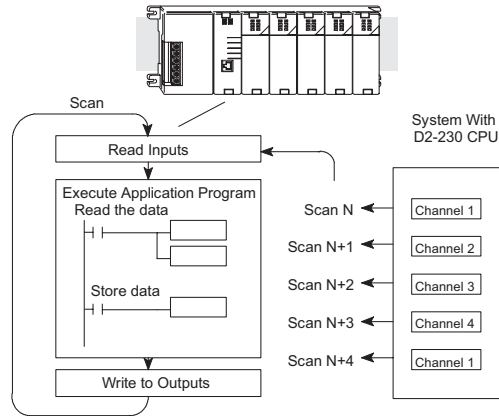 Scan
Read Inputs
Execute Application Program
Read the data
Store data
Write to Outputs
System With
D2-230 CPU
Scan N
Channel 1
Scan N+1
Channel 2
Scan N+2
Channel 3
Scan N+3
Channel 4
Scan N+4
Channel 1